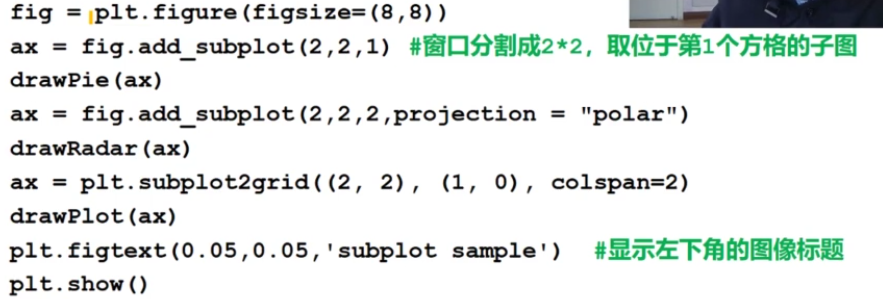 fig = plt.figure(figsize=(8,8))
ax = fig.add_subplot(2,2,1) #窗口分割成2*2，取位于第1个方格的子图
drawPie(ax)
ax = fig.add_subplot(2,2,2,projection = "polar")
drawRadar(ax)
ax = plt.subplot2grid((2, 2), (1, 0), colspan=2)
drawPlot(ax)
plt.figtext(0.05,0.05,'subplot sample') #显示左下角的图像标题
plt.show()